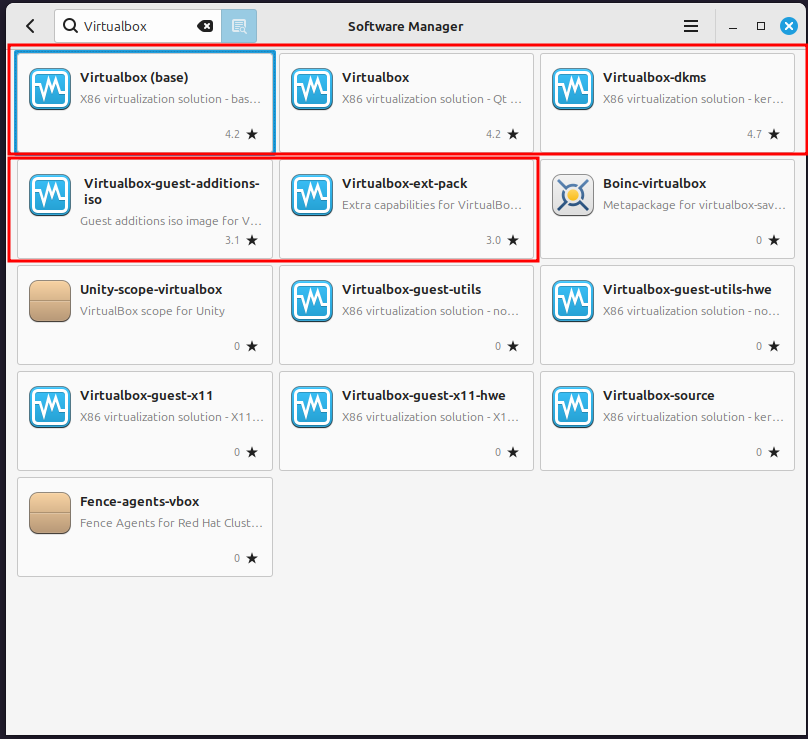 Virtualbox
Software Manager
Virtualbox (base)
X86 virtualization solution - bas...
4.2
Virtualbox
X86 virtualization solution - Qt ...
4.2
Virtualbox-dkms
X86 virtualization solution - ker...
4.7
Virtualbox-guest-additions-
iso
Guest additions iso image for V...
3.1
Virtualbox-ext-pack
Extra capabilities for VirtualBo...
3.0
Boinc-virtualbox
Metapackage for virtualbox-sav...
0
Unity-scope-virtualbox
VirtualBox scope for Unity
0
Virtualbox-guest-utils
X86 virtualization solution - no...
0
Virtualbox-guest-utils-hwe
X86 virtualization solution - no...
0
Virtualbox-guest-x11
X86 virtualization solution - X11...
0
Virtualbox-guest-x11-hwe
X86 virtualization solution - X1...
0
Virtualbox-source
X86 virtualization solution - ker...
0
Fence-agents-vbox
Fence Agents for Red Hat Clust...
0